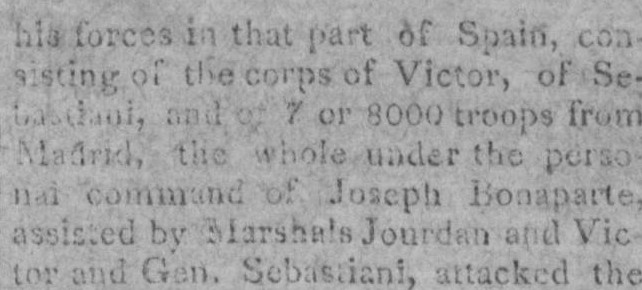 his forces in that part of Spain, con-
sisting of the corps of Victor, of Se-
bastiani, and of 7 or 8000 troops from
Madrid, the whole under the perso
nal command of Joseph Bonaparte,
assisted by Marshals Jourdan and Vic-
tor and Gen. Sebastiani, attacked the